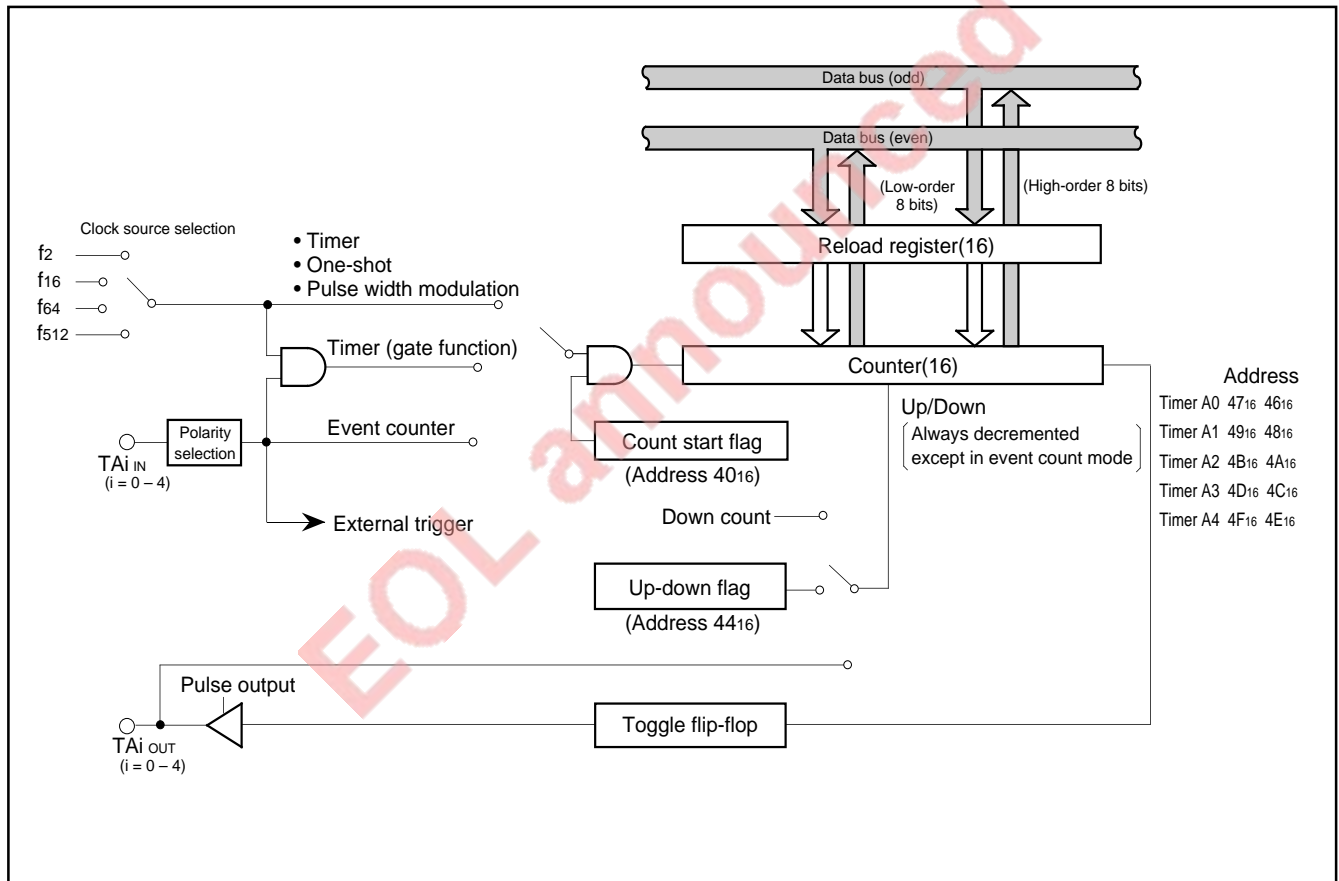 Data bus (odd)
Data bus (even)
(Low-order
8 bits)
(High-order 8 bits)
Clock source selection
f2
f16
f64
f512
• Timer
• One-shot
• Pulse width modulation
Reload register(16)
Timer (gate function)
Counter(16)
Polarity
selection
TAi IN
(i = 0 – 4)
Event counter
Count start flag
(Address 4016)
External trigger
Up/Down
Always decremented
except in event count mode
Address
Timer A0 4716 4616
Timer A1 4916 4816
Timer A2 4B16 4A16
Timer A3 4D16 4C16
Timer A4 4F16 4E16
Down count
Up-down flag
(Address 4416)
Pulse output
Toggle flip-flop
TAi OUT
(i = 0 – 4)
EOL announced